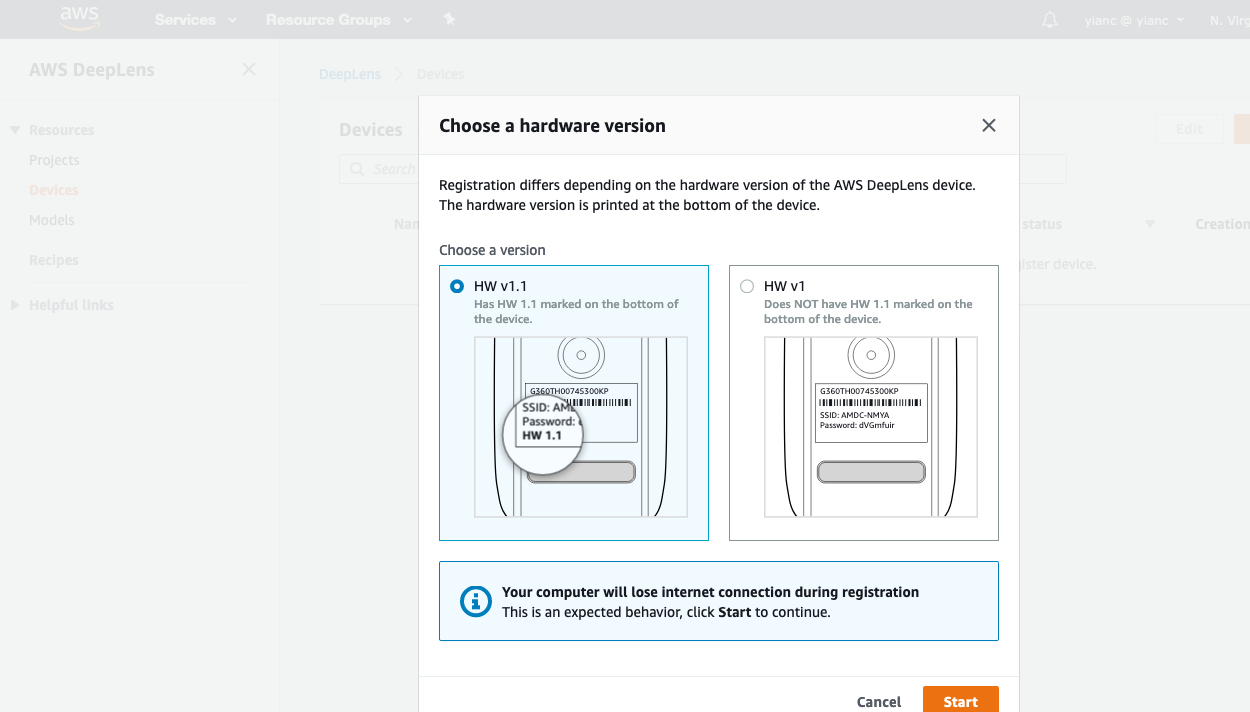 aws
Services
Resource Groups
yianc @ yianc
N. Virg
AWS DeepLens
DeepLens
Devices
Resources
Projects
Devices
Models
Recipes
Helpful links
Devices
Edit
Search
Nam
status
Creation
gister device.
Choose a hardware version
Registration differs depending on the hardware version of the AWS DeepLens device.
The hardware version is printed at the bottom of the device.
Choose a version
HW v1.1
Has HW 1.1 marked on the bottom of
the device.
G360TH00745300KP
SSID: AMD
Password: d
HW 1.1
HW v1
Does NOT have HW 1.1 marked on the
bottom of the device.
G360TH00745300KP
SSID: AMDC-NMYA
Password: dVGmfuir
Your computer will lose internet connection during registration
This is an expected behavior, click Start to continue.
Cancel
Start